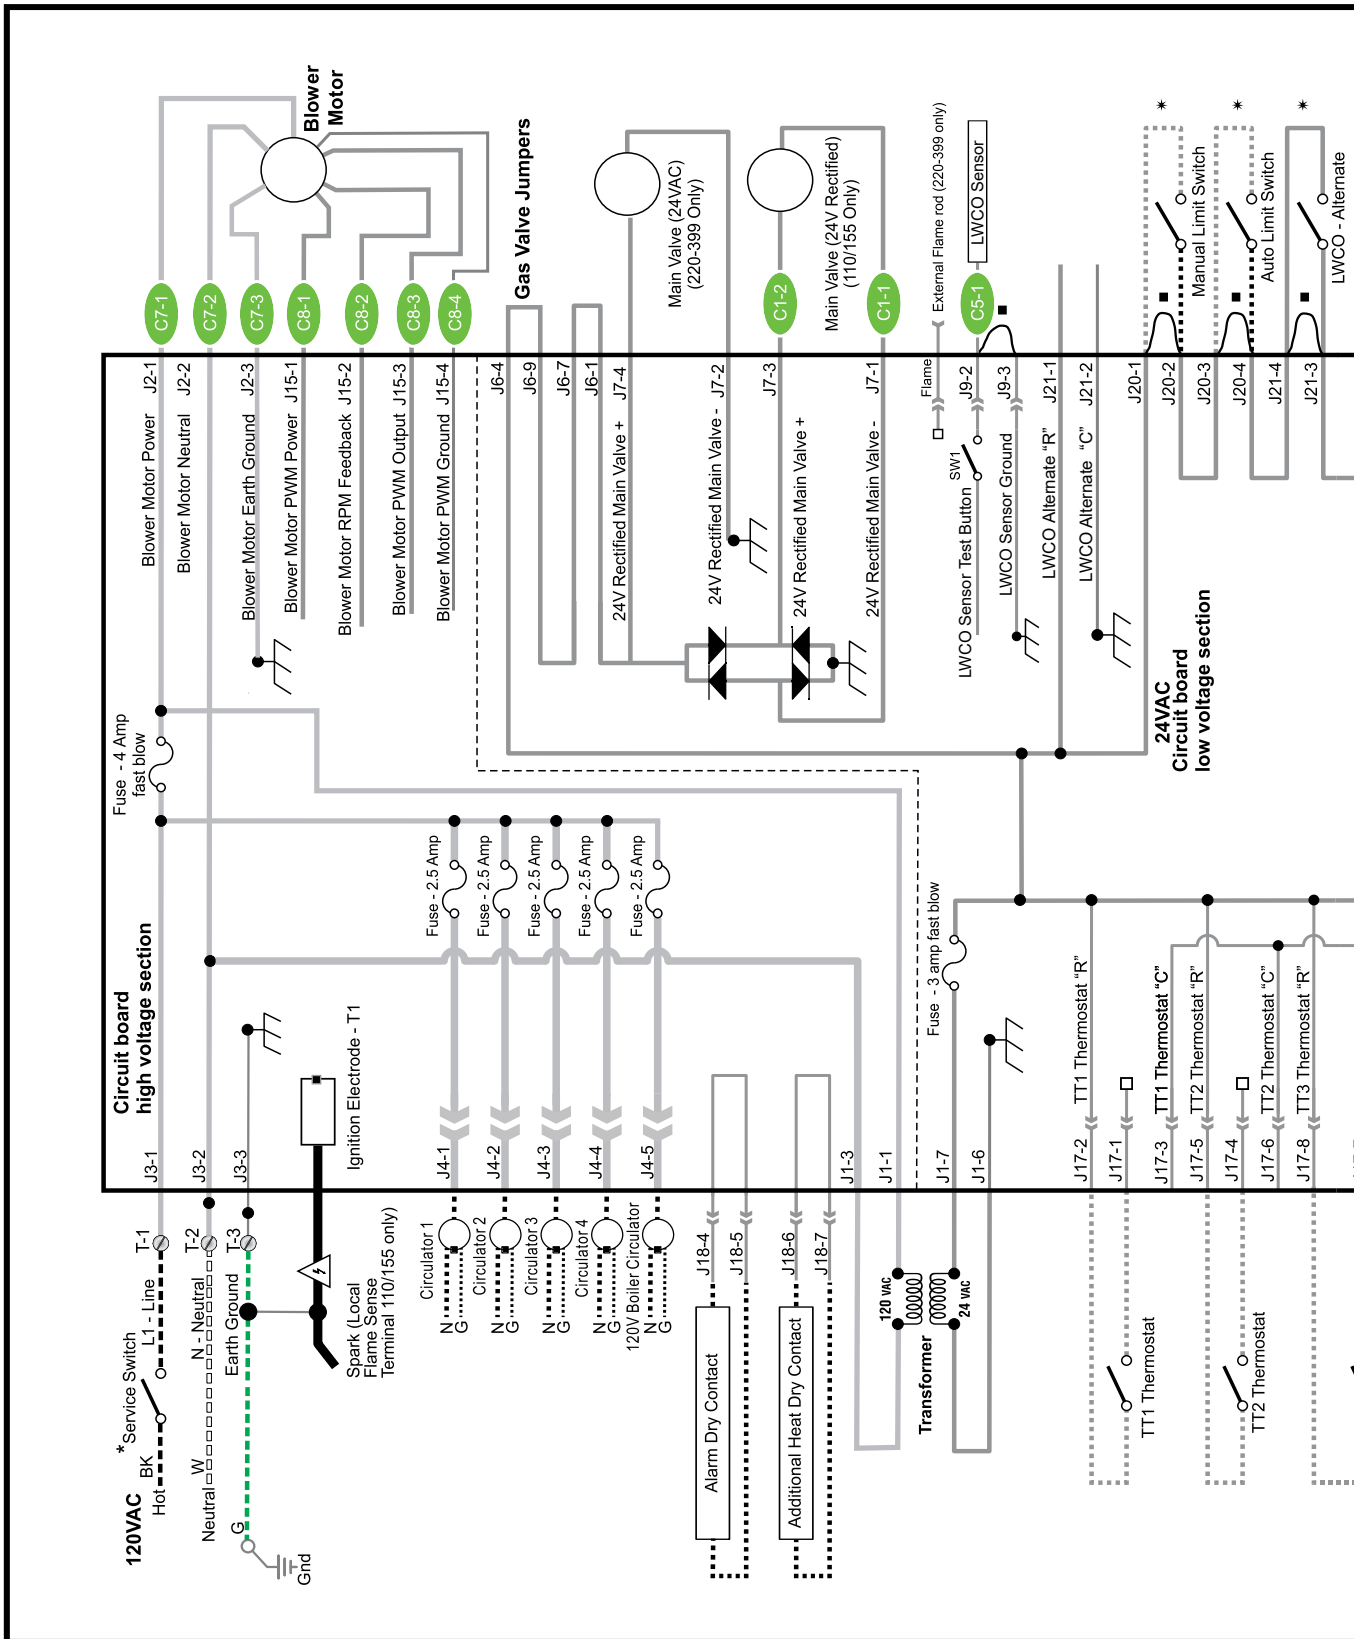 120VAC
Hot
BK
*Service Switch
L1 - Line
T-1
J3-1
Neutral
W
N - Neutral
T-2
J3-2
G
Earth Ground
T-3
J3-3
Gnd
Circuit board
high voltage section
Ignition Electrode - T1
Spark (Local
Flame Sense
Terminal 110/155 only)
Fuse - 4 Amp
fast blow
Blower Motor Power
J2-1
C7-1
Blower Motor Neutral
J2-2
C7-2
Blower Motor Earth Ground
J2-3
C7-3
Blower Motor PWM Power
J15-1
C8-1
Blower Motor RPM Feedback
J15-2
C8-2
Blower Motor PWM Output
J15-3
C8-3
Blower Motor PWM Ground
J15-4
C8-4
Blower
Motor
Circulator 1
N
G
J4-1
Fuse - 2.5 Amp
Circulator 2
N
G
J4-2
Fuse - 2.5 Amp
Circulator 3
N
G
J4-3
Fuse - 2.5 Amp
Circulator 4
N
G
J4-4
Fuse - 2.5 Amp
120V Boiler Circulator
N
G
J4-5
Fuse - 2.5 Amp
Gas Valve Jumpers
J6-4
J6-9
J6-7
J6-1
24V Rectified Main Valve +
J7-4
Main Valve (24VAC)
(220-399 Only)
24V Rectified Main Valve -
J7-2
24V Rectified Main Valve +
J7-3
C1-2
Main Valve (24V Rectified)
(110/155 Only)
24V Rectified Main Valve -
J7-1
C1-1
Alarm Dry Contact
J18-4
J18-5
Additional Heat Dry Contact
J18-6
J18-7
J1-3
J1-1
120 VAC
Transformer
24 VAC
J1-7
J1-6
Fuse - 3 amp fast blow
Flame
External Flame rod (220-399 only)
SW1
J9-2
C5-1
LWCO Sensor
LWCO Sensor Test Button
LWCO Sensor Ground
J9-3
LWCO Alternate “R”
J21-1
LWCO Alternate “C”
J21-2
24VAC
Circuit board
low voltage section
J20-1
J20-2
Manual Limit Switch
J20-3
J20-4
Auto Limit Switch
J21-4
J21-3
LWCO - Alternate
TT1 Thermostat “R”
J17-2
J17-1
TT1 Thermostat
TT1 Thermostat “C”
J17-3
TT2 Thermostat “R”
J17-5
J17-4
TT2 Thermostat
TT2 Thermostat “C”
J17-6
TT3 Thermostat “R”
J17-8